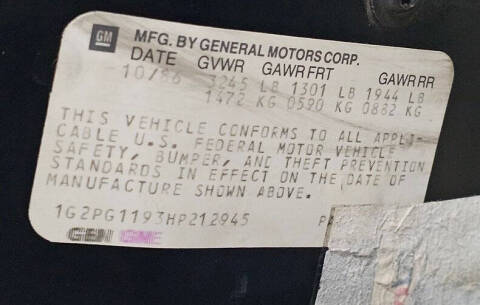 GM MFG. BY GENERAL MOTORS CORP.
DATE GVWR GAWR FRT GAWR RR
10/86 3245 LB 1301 LB 1944 LB
1472 KG 0590 KG 0882 KG
THIS VEHICLE CONFORMS TO ALL APPLI-
CABLE U.S. FEDERAL MOTOR VEHICLE
SAFETY, BUMPER, AND THEFT PREVENTION
STANDARDS IN EFFECT ON THE DATE OF
MANUFACTURE SHOWN ABOVE.
1G2PG1193HP212945
GEN GME